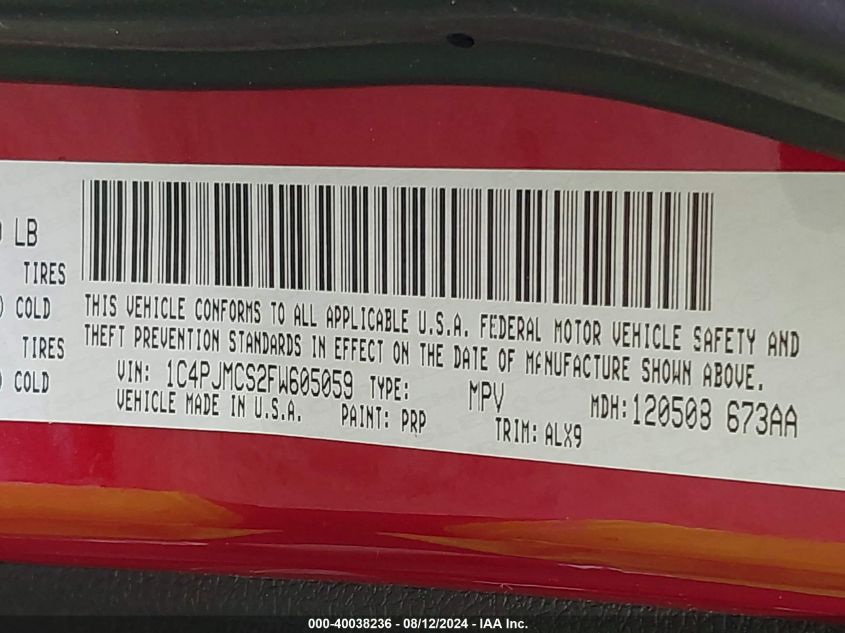 LB
TIRES
COLD
TIRES
COLD
THIS VEHICLE CONFORMS TO ALL APPLICABLE U.S.A. FEDERAL MOTOR VEHICLE SAFETY AND
THEFT PREVENTION STANDARDS IN EFFECT ON THE DATE OF MANUFACTURE SHOWN ABOVE.
VIN: 1C4PJMCS2FW605059 TYPE: MPV MDH: 120508 673AA
VEHICLE MADE IN U.S.A. PAINT: PRP TRIM: ALX9
000-40038236 - 08/12/2024 - IAA Inc.